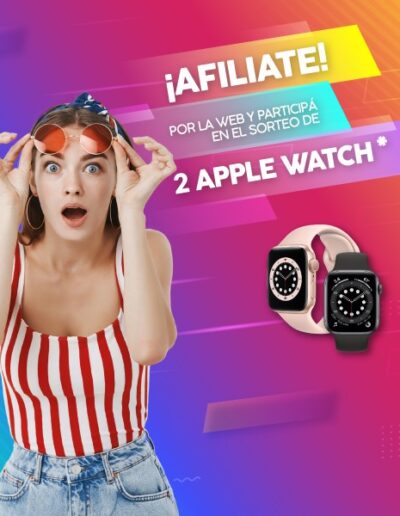 ¡AFILIATE!
POR LA WEB Y PARTICIPÁ
EN EL SORTEO DE
2 APPLE WATCH*